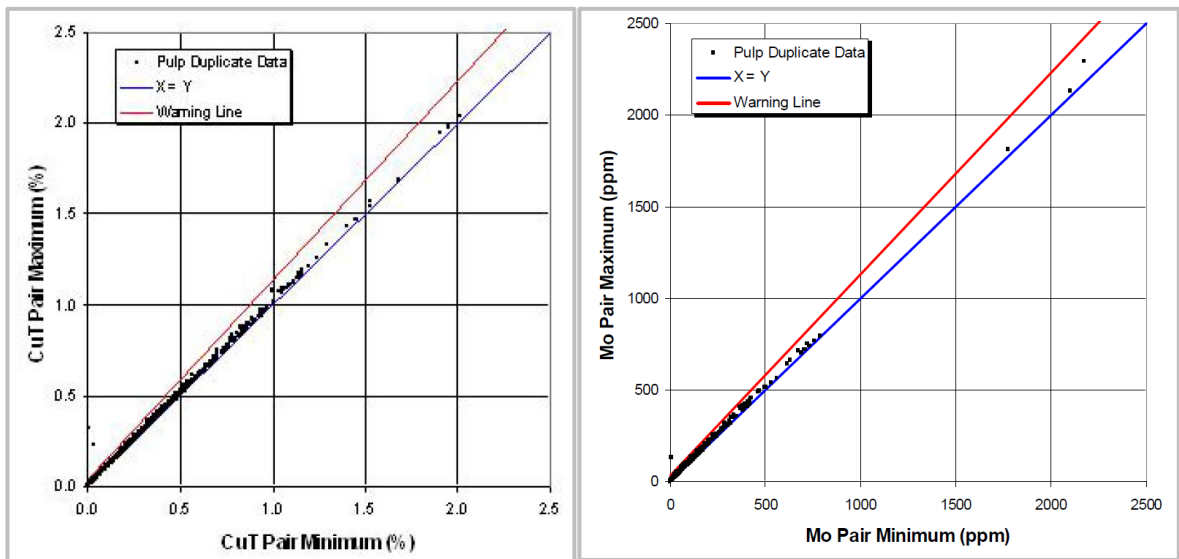 2.5
2.0
1.5
1.0
0.5
0.0
0.0 0.5 1.0 1.5 2.0 2.5
CuT Pair Maximum (%)
CuT Pair Minimum (%)
Pulp Duplicate Data
X = Y
Warning Line
2500
2000
1500
1000
500
0
0 500 1000 1500 2000 2500
Mo Pair Maximum (ppm)
Mo Pair Minimum (ppm)
Pulp Duplicate Data
X = Y
Warning Line